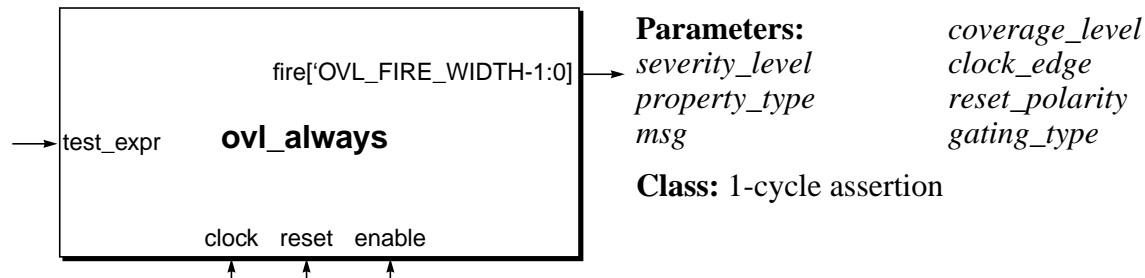 fire[‘OVL_FIRE_WIDTH-1:0]
test_expr
ovl_always
clock reset enable
Parameters: coverage_level
severity_level clock_edge
property_type reset_polarity
msg gating_type
Class: 1-cycle assertion